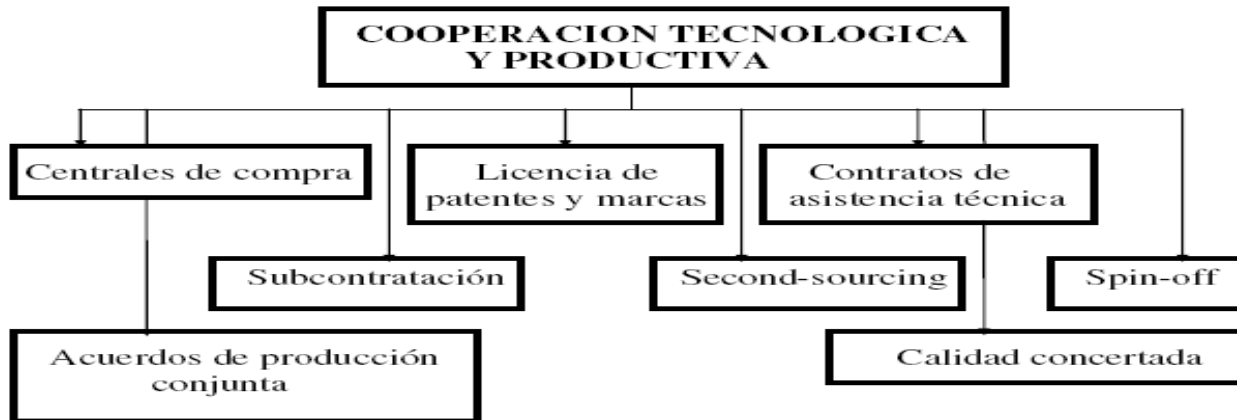 COOPERACION TECNOLOGICA
Y PRODUCTIVA
Centrales de compra
Licencia de
patentes y marcas
Contratos de
asistencia técnica
Subcontratación
Second-sourcing
Spin-off
Acuerdos de producción
conjunta
Calidad concertada